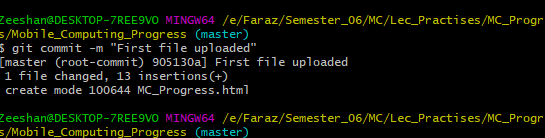 Zeeshan@DESKTOP-7REE9VO MINGW64 /e/Faraz/Semester_06/MC/Lec_Practises/MC_Progres
s/Mobile_Computing_Progress (master)
$ git commit -m "First file uploaded"
[master (root-commit) 905130a] First file uploaded
 1 file changed, 13 insertions(+)
 create mode 100644 MC_Progress.html

Zeeshan@DESKTOP-7REE9VO MINGW64 /e/Faraz/Semester_06/MC/Lec_Practises/MC_Progres
s/Mobile_Computing_Progress (master)